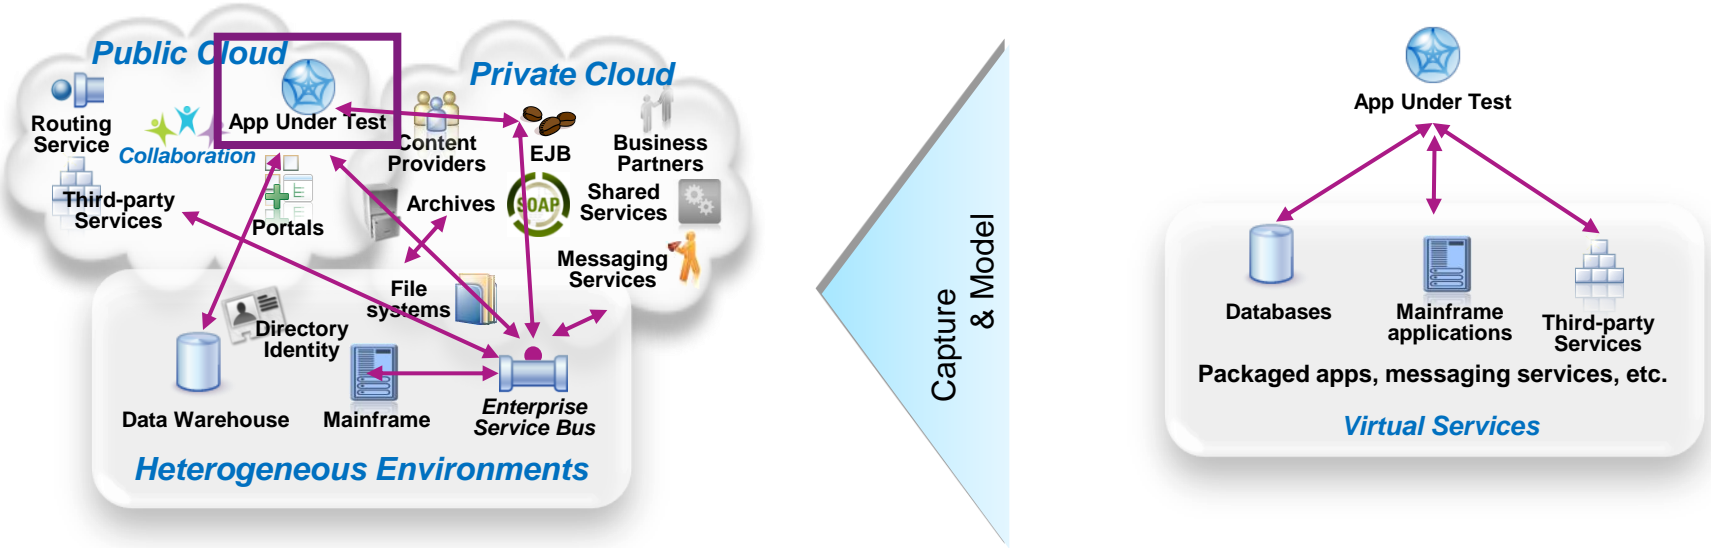 Public Cloud
Private Cloud
Routing
Service
Collaboration
App Under Test
Content
Providers
EJB
Business
Partners
Third-party
Services
Portals
Archives
SOAP
Shared
Services
Messaging
Services
File
systems
Directory
Identity
Data Warehouse
Mainframe
Enterprise
Service Bus
Heterogeneous Environments
Capture
& Model
App Under Test
Databases
Mainframe
applications
Third-party
Services
Packaged apps, messaging services, etc.
Virtual Services